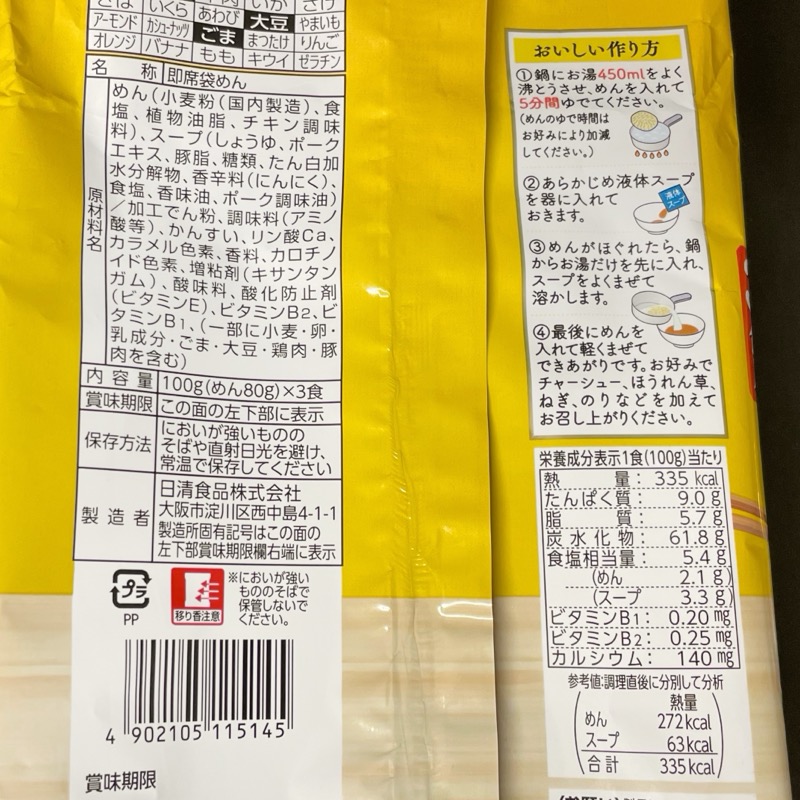 さば いくら
あわび いか さけ
アーモンド カシューナッツ ごま 大豆 やまいも
オレンジ バナナ もも まつたけ りんご
キウイ ゼラチン
名称 即席袋めん
原材料名
めん(小麦粉(国内製造)、食
塩、植物油脂、チキン調味
料)、スープ(しょうゆ、ポーク
エキス、豚脂、糖類、たん白加
水分解物、香辛料(にんにく)、
食塩、香味油、ポーク調味油)
/加工でん粉、調味料(アミノ
酸等)、かんすい、リン酸Ca、
カラメル色素、香料、カロチノ
イド色素、増粘剤(キサンタン
ガム)、酸味料、酸化防止剤
(ビタミンE)、ビタミンB2、ビ
タミンB1、(一部に小麦・卵・
乳成分・ごま・大豆・鶏肉・豚
肉を含む)
内容量 100g(めん80g)×3食
賞味期限 この面の左下部に表示
保存方法
においが強いものの
そばや直射日光を避け、
常温で保存してください
製造者
日清食品株式会社
大阪市淀川区西中島4-1-1
製造所固有記号はこの面の
左下部賞味期限欄右端に表示
プラ
PP
移り香注意
※においが強い
もののそばで
保管しないで
ください。
4 902105 115145
賞味期限
おいしい作り方
①鍋にお湯450mlをよく
沸とうさせ、めんを入れて
5分間ゆでてください。
(めんのゆで時間は
お好みにより加減
してください。)
②あらかじめ液体スープ
を器に入れて
おきます。
液体
スープ
③めんがほぐれたら、鍋
からお湯だけを先に入れ、
スープをよくまぜて
溶かします。
④最後にめんを
入れて軽くまぜて
できあがりです。お好みで
チャーシュー、ほうれん草、
ねぎ、のりなどを加えて
お召し上がりください。
栄養成分表示1食(100g)当たり
熱量: 335 kcal
たんぱく質: 9.0 g
脂質: 5.7 g
炭水化物: 61.8 g
食塩相当量: 5.4 g
(めん 2.1 g)
(スープ 3.3 g)
ビタミンB1: 0.20 mg
ビタミンB2: 0.25 mg
カルシウム: 140 mg
参考値:調理直後に分別して分析
熱量
めん 272kcal
スープ 63kcal
合計 335kcal